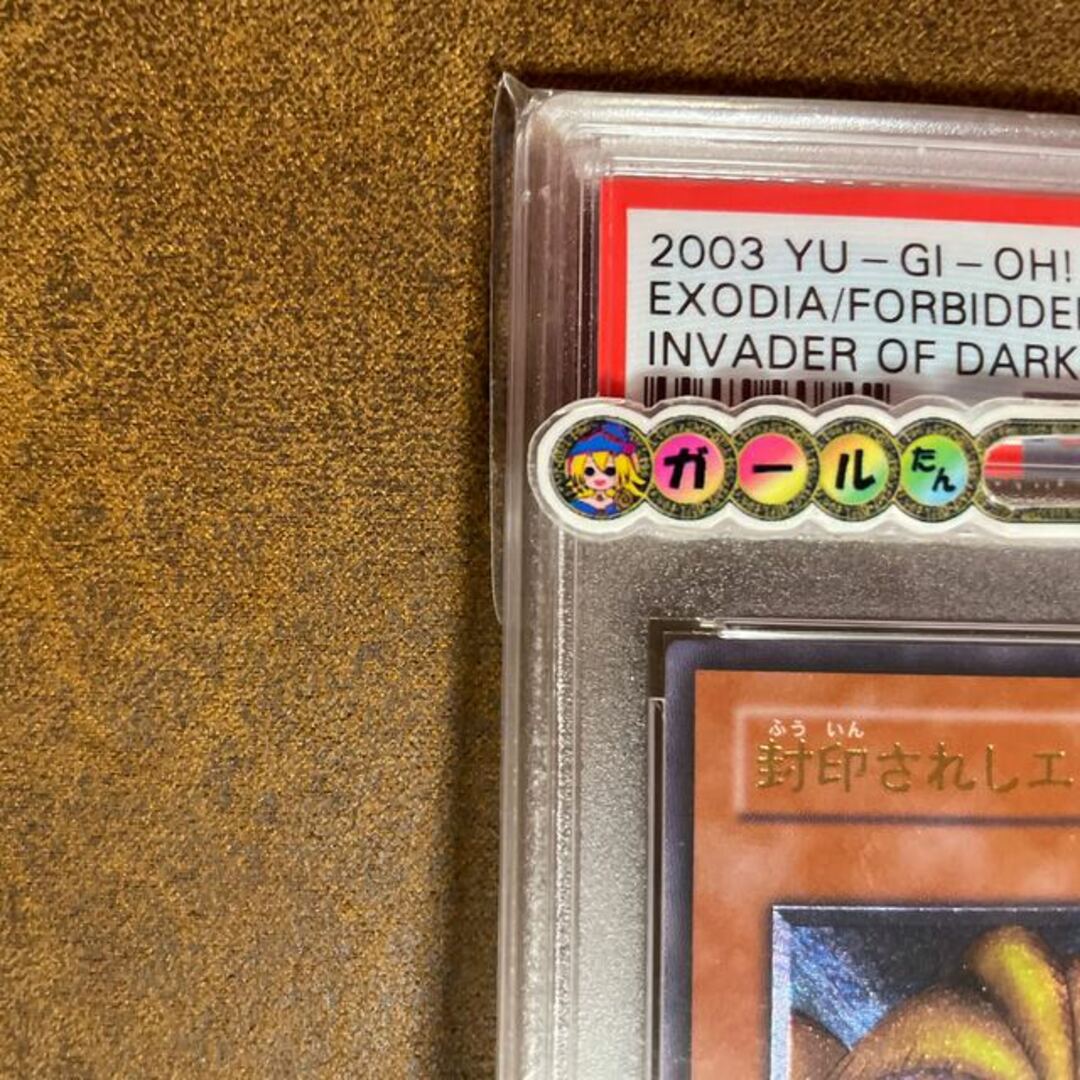 2003 YU-GI-OH!
EXODIA/FORBIDDEN
INVADER OF DARK
ガールたん
ふういん
封印されしエ